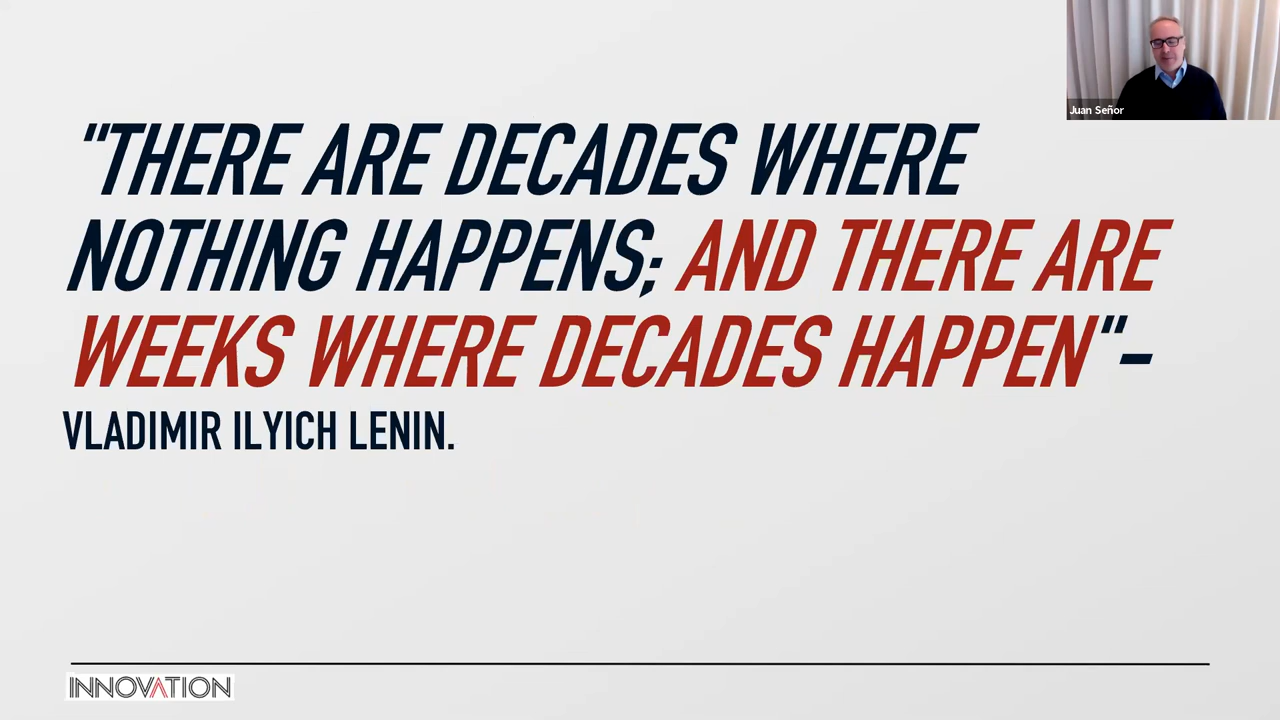 Juan Señor
"THERE ARE DECADES WHERE
NOTHING HAPPENS; AND THERE ARE
WEEKS WHERE DECADES HAPPEN"–
VLADIMIR ILYICH LENIN.
INNOVATION